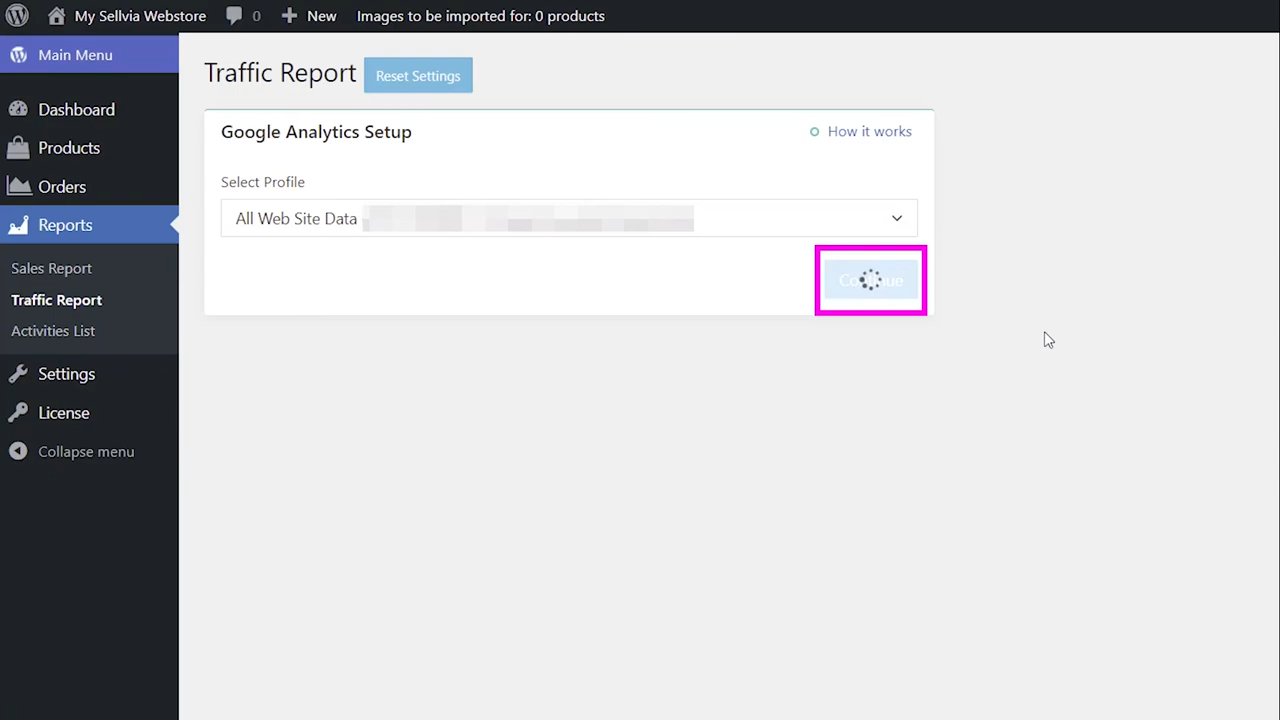 My Sellvia Webstore 0 New Images to be imported for: 0 products
Main Menu
Dashboard
Products
Orders
Reports
Sales Report
Traffic Report
Activities List
Settings
License
Collapse menu
Traffic Report Reset Settings
Google Analytics Setup How it works
Select Profile
All Web Site Data
Continue